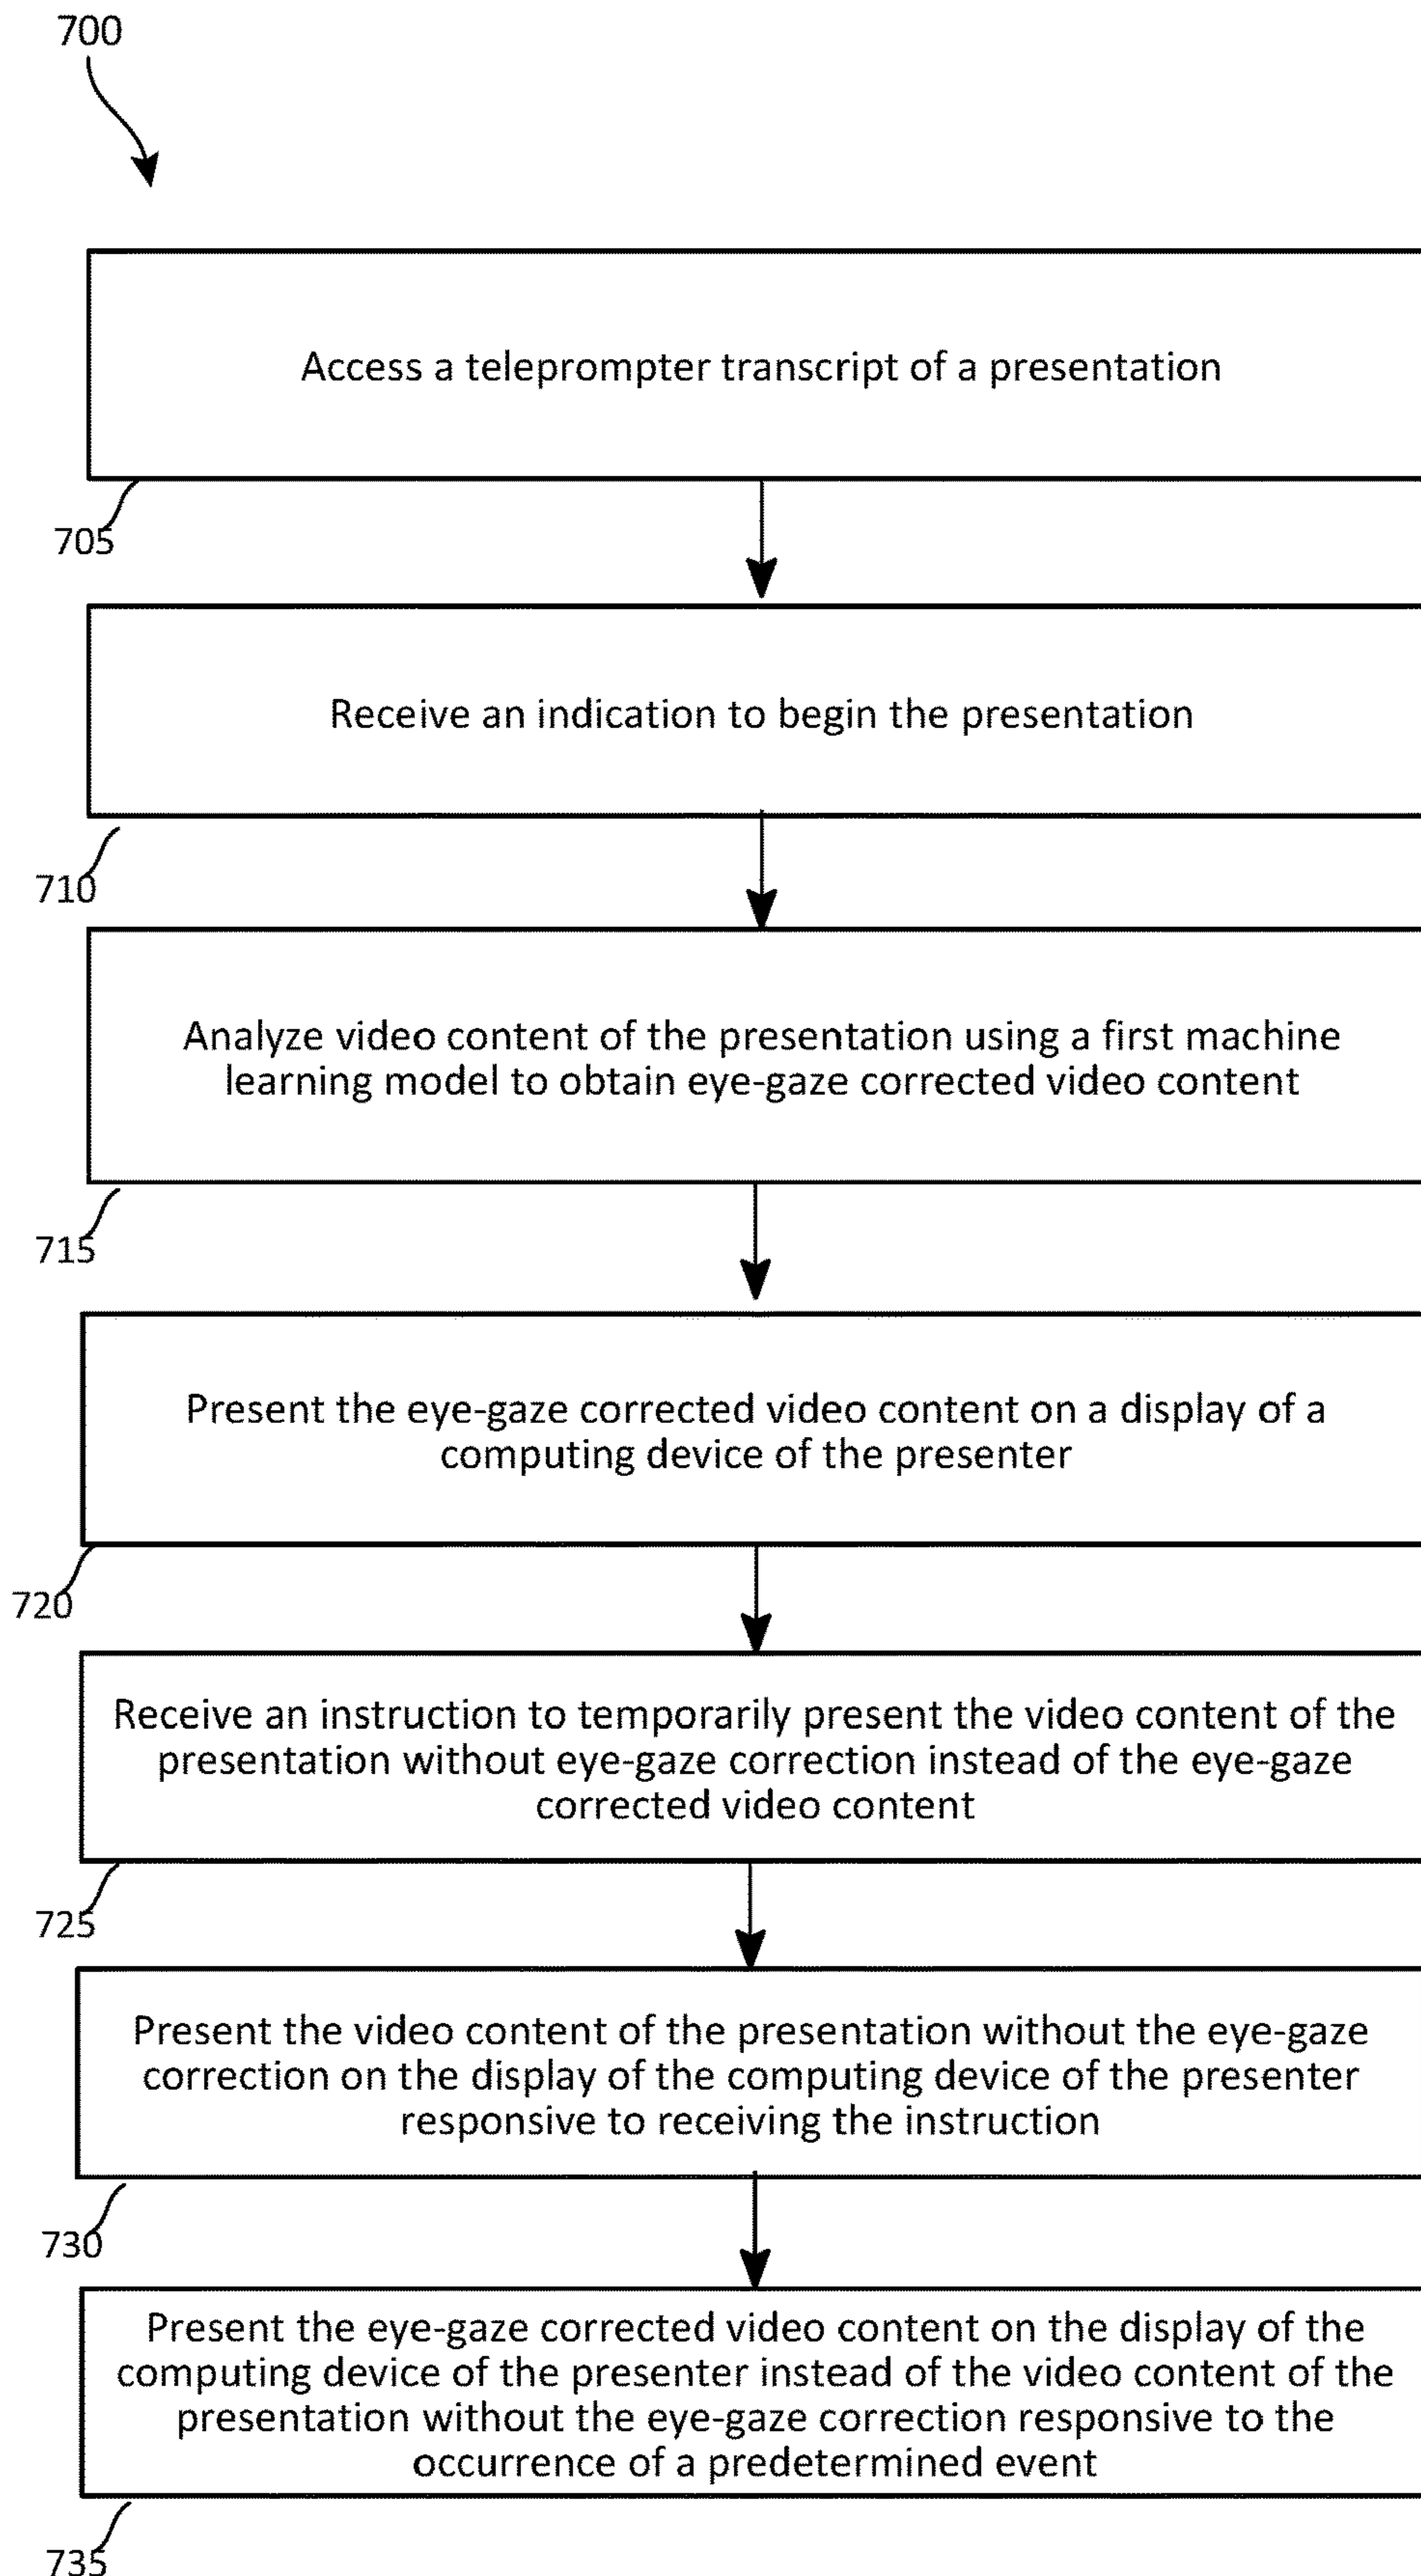 700
Access a teleprompter transcript of a presentation
705
Receive an indication to begin the presentation
710
Analyze video content of the presentation using a first machine
learning model to obtain eye-gaze corrected video content
715
Present the eye-gaze corrected video content on a display of a
computing device of the presenter
720
Receive an instruction to temporarily present the video content of the
presentation without eye-gaze correction instead of the eye-gaze
corrected video content
725
Present the video content of the presentation without the eye-gaze
correction on the display of the computing device of the presenter
responsive to receiving the instruction
730
Present the eye-gaze corrected video content on the display of the
computing device of the presenter instead of the video content of the
presentation without the eye-gaze correction responsive to the
occurrence of a predetermined event
735